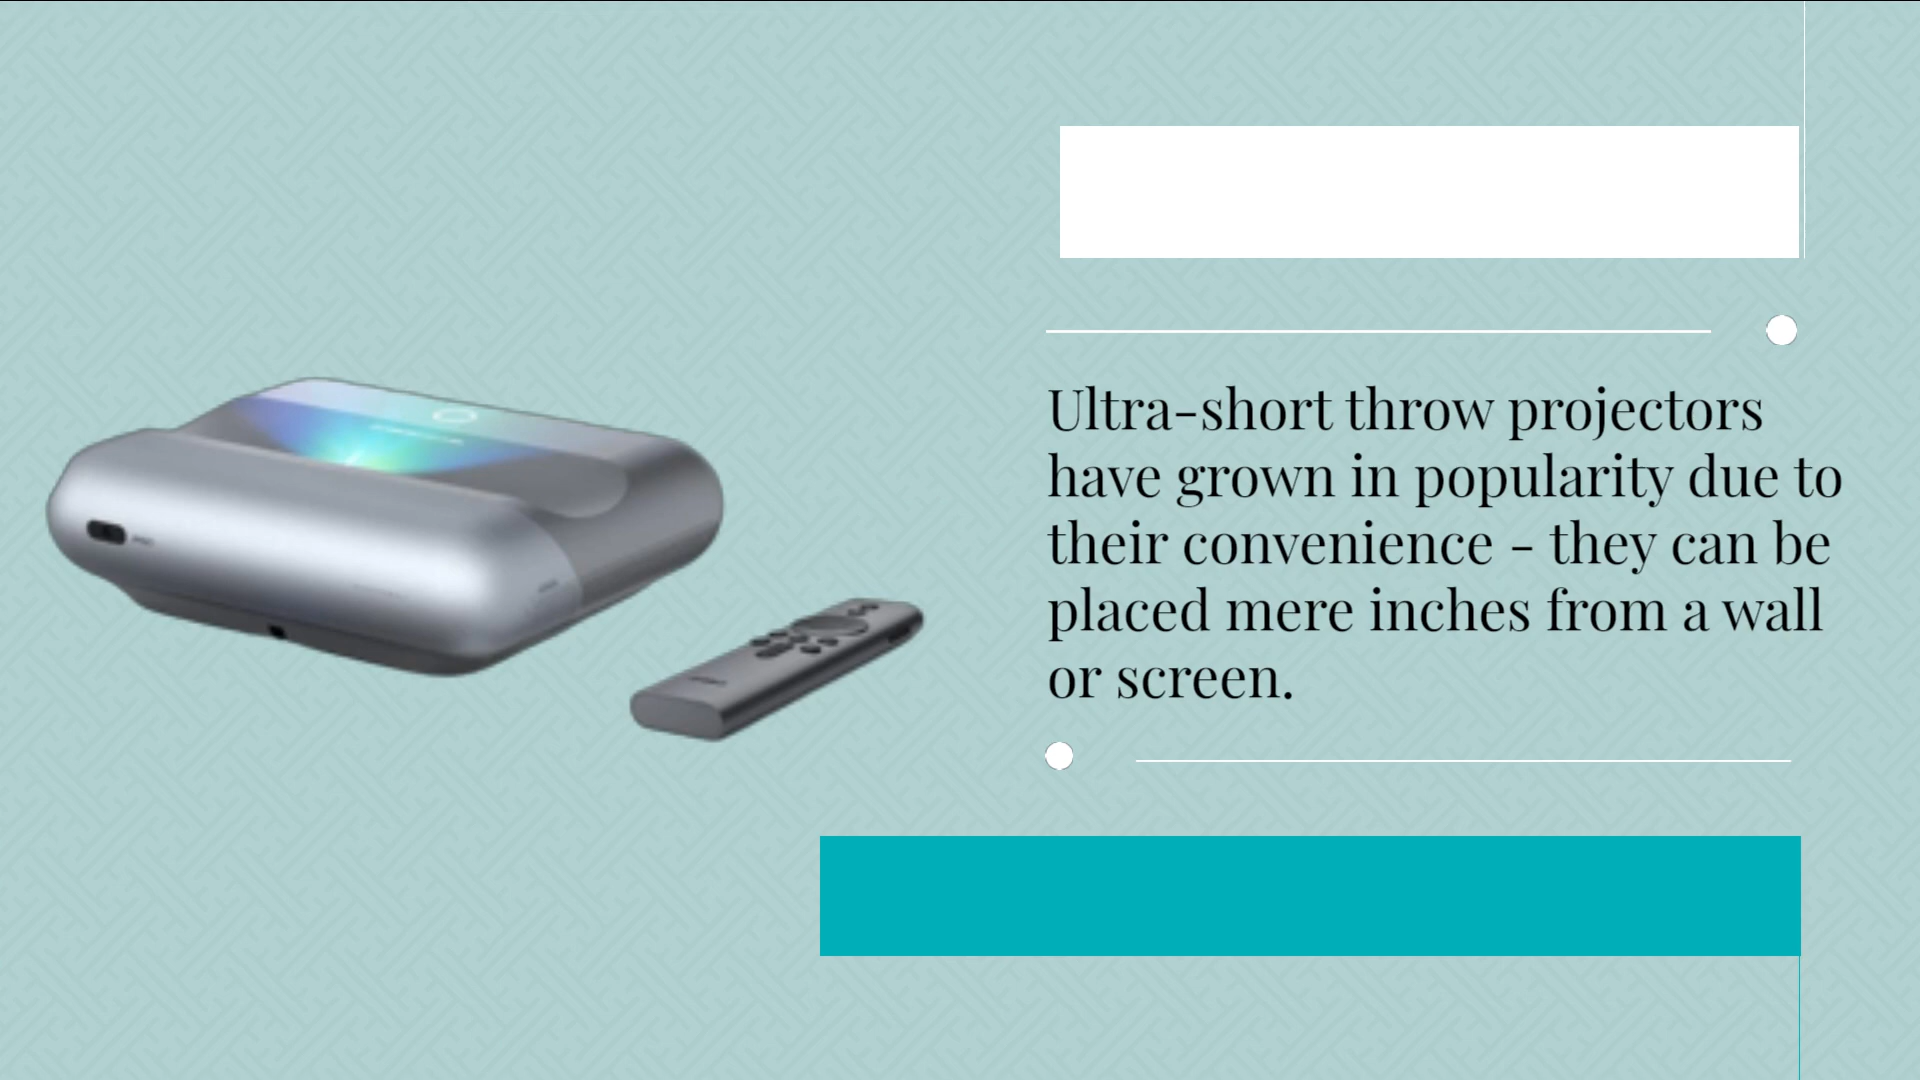 Ultra-short throw projectors
have grown in popularity due to
their convenience - they can be
placed mere inches from a wall
or screen.